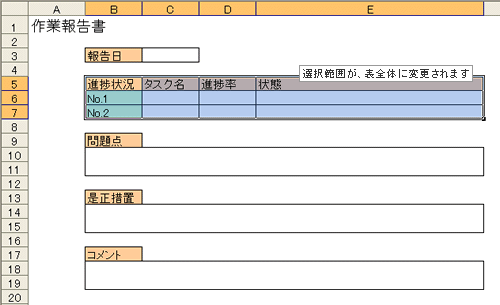 A B C D E
1 作業報告書
2
3 報告日
4
選択範囲が、表全体に変更されます
5 進捗状況 タスク名 進捗率 状態
6 No.1
7 No.2
8
9 問題点
10
11
12
13 是正措置
14
15
16
17 コメント
18
19
20